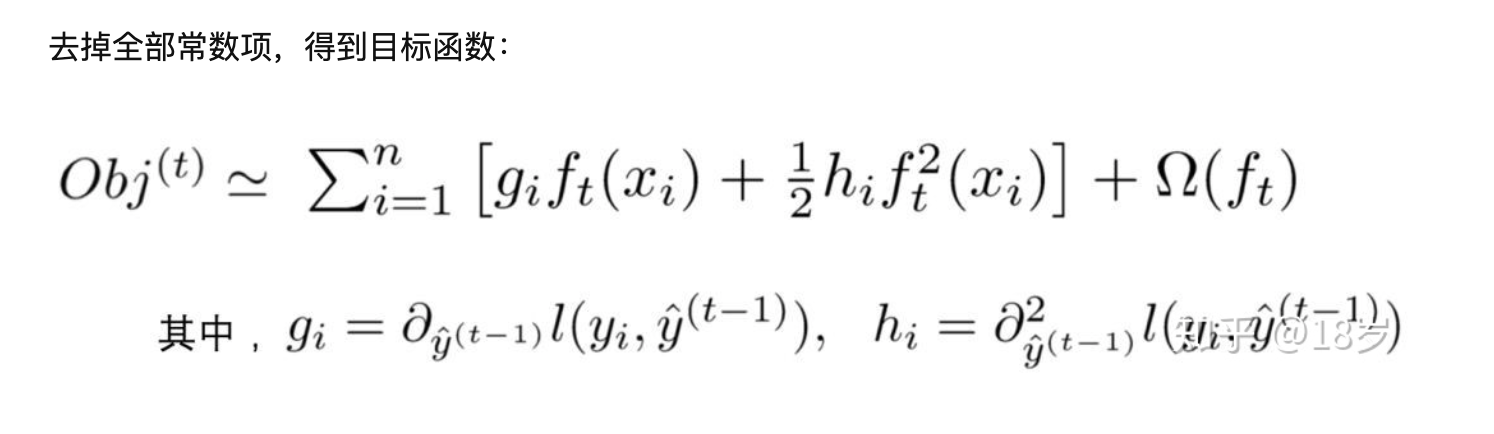 去掉全部常数项，得到目标函数：
Obj^{(t)} ≃ ∑_{i=1}^{n} [g_i f_t(x_i) + ½ h_i f_t^2(x_i)] + Ω(f_t)
其中，g_i = ∂_{ŷ^{(t−1)}} l(y_i, ŷ^{(t−1)}), h_i = ∂^2_{ŷ^{(t−1)}} l(y_i, ŷ^{(t−1)})
知乎 @18岁